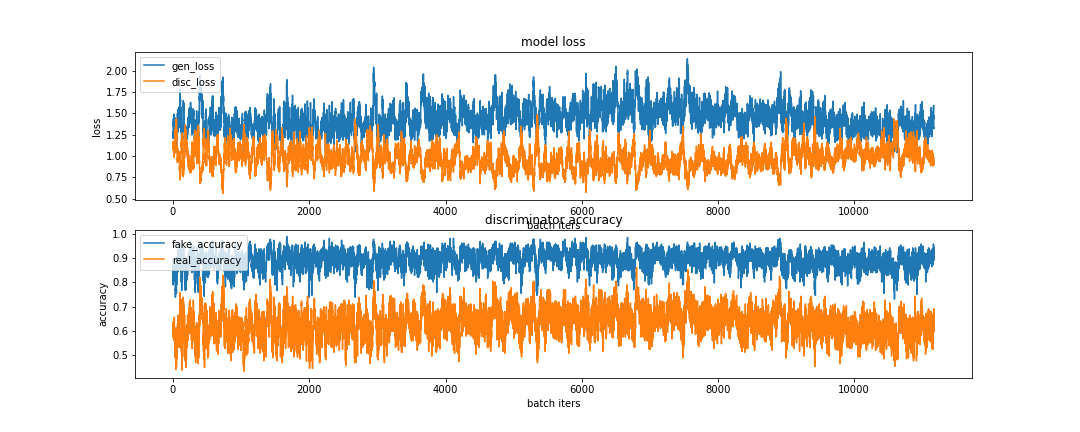 model loss
gen_loss
disc_loss
loss
2.00
1.75
1.50
1.25
1.00
0.75
0.50
0 2000 4000 6000 8000 10000
batch iters
discriminator accuracy
fake_accuracy
real_accuracy
accuracy
1.0
0.9
0.8
0.7
0.6
0.5
0 2000 4000 6000 8000 10000
batch iters